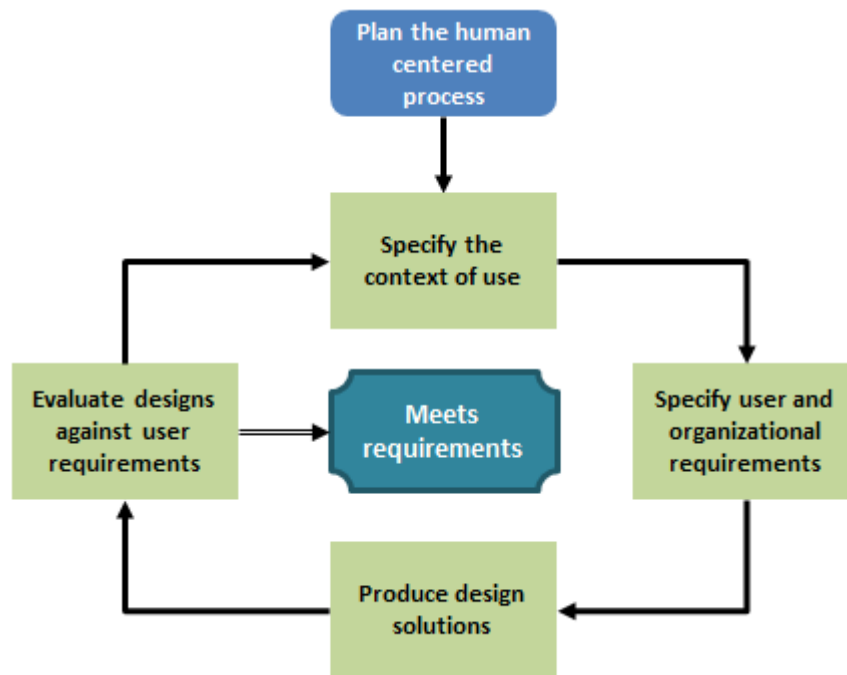 Plan the human
centered
process
Specify the
context of use
Evaluate designs
against user
requirements
Meets
requirements
Specify user and
organizational
requirements
Produce design
solutions